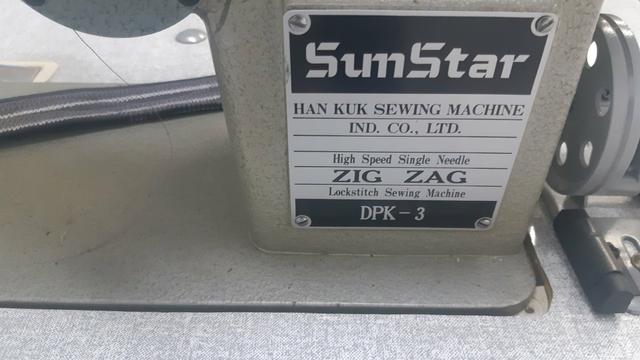 SunStar
HAN KUK SEWING MACHINE
IND. CO., LTD.
High Speed Single Needle
ZIG ZAG
Lockstitch Sewing Machine
DPK-3